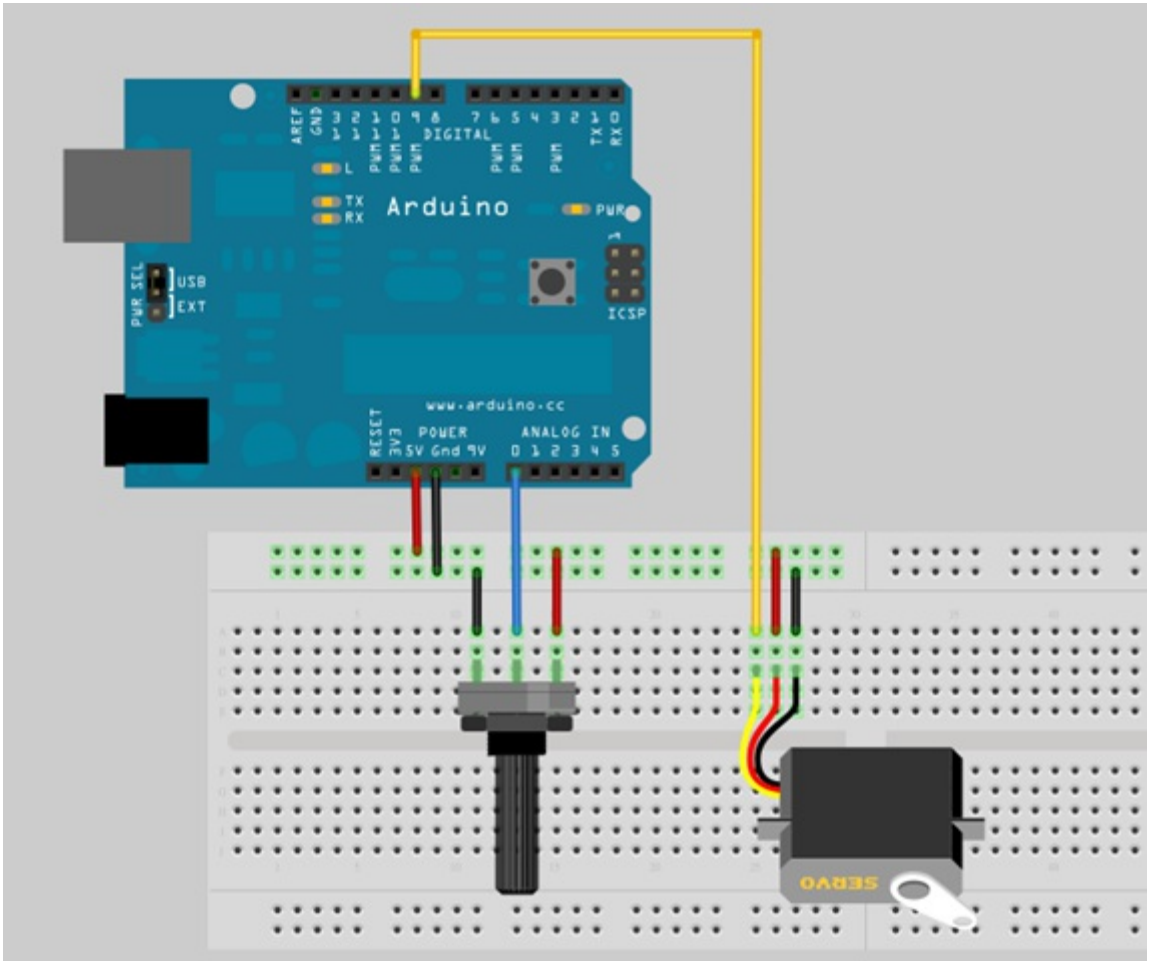 AREF GND 13 12 11 10 9 8 7 6 5 4 3 2 1 0
PWM PWM PWM PWM PWM PWM TX RX
DIGITAL
L
TX
RX
Arduino
PWR
1
PWR SEL
USB
EXT
ICSP
www.arduino.cc
POWER
ANALOG IN
RESET 3V3 5V Gnd 9V 0 1 2 3 4 5
SERVO